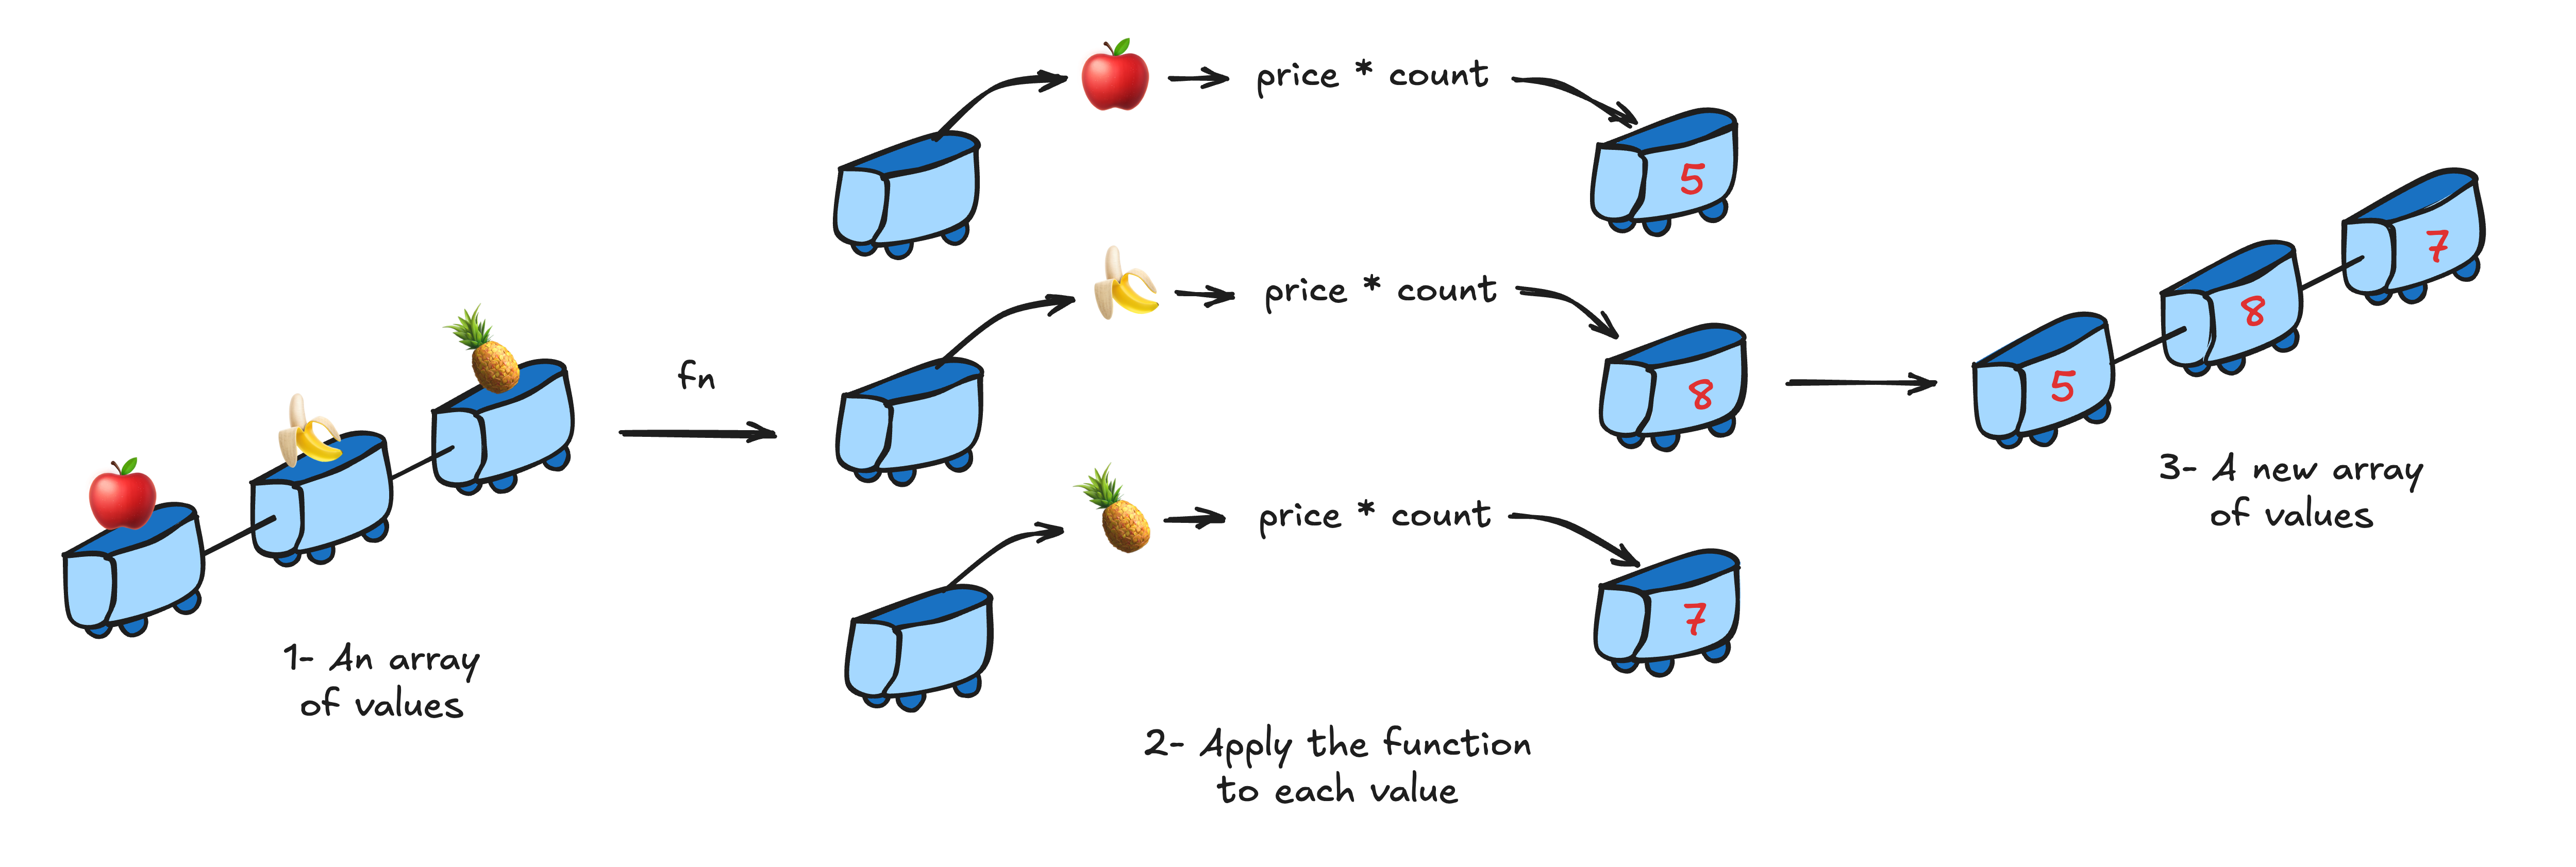 price * count
5
price * count
8
price * count
7
fn
1- An array
of values
2- Apply the function
to each value
5
8
7
3- A new array
of values